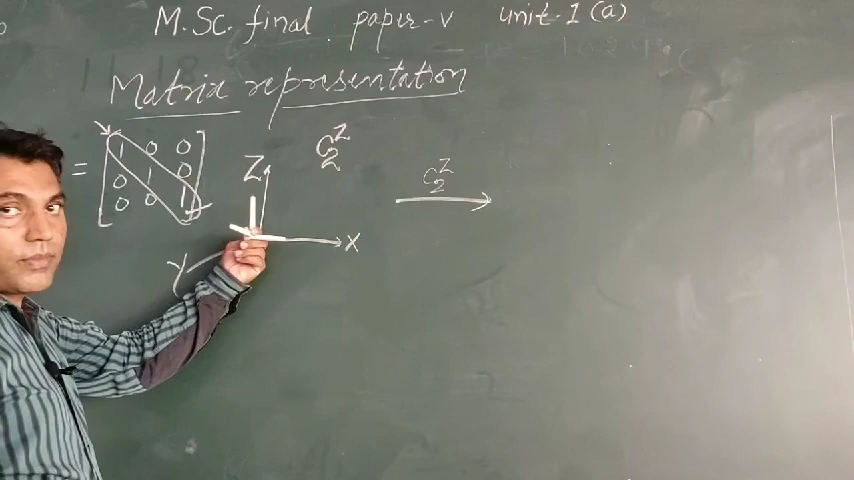 M.Sc. final paper-V unit-1 (a)
Matrix representation
= [ 1 0 0
0 1 0
0 0 1 ]
C₂ᶻ
C₂ᶻ
Z
X
Y